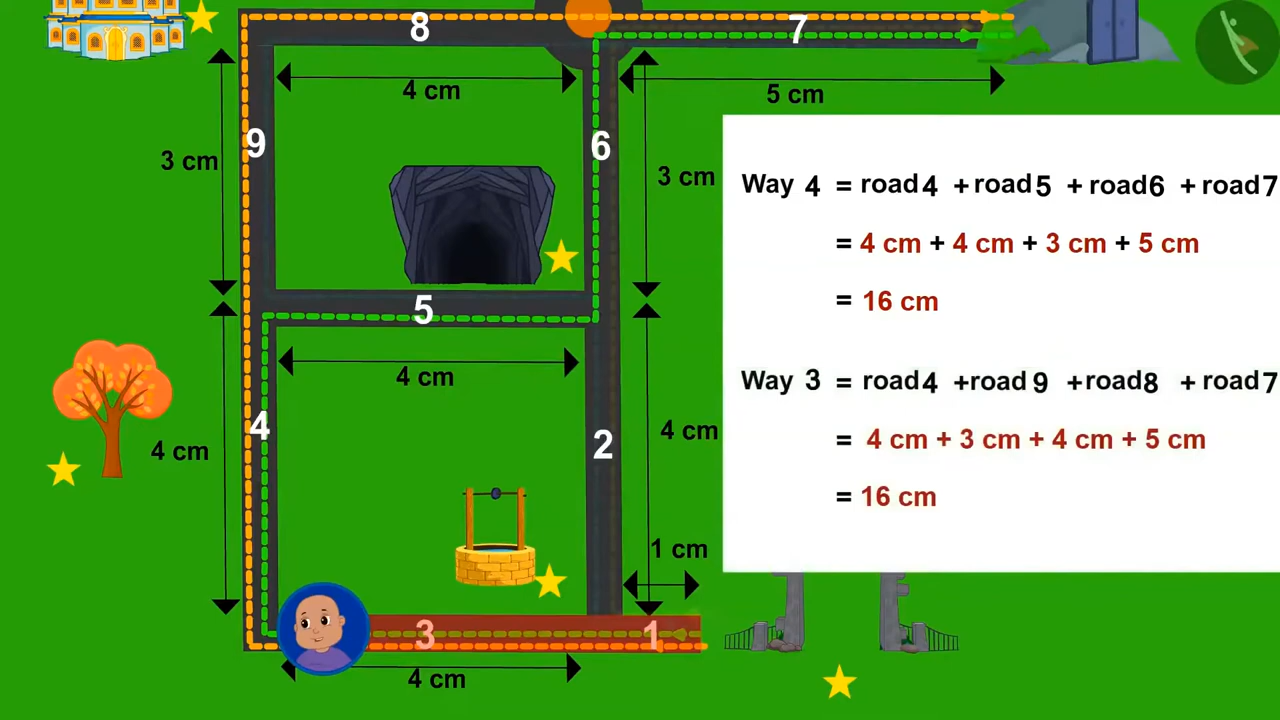 8
7
4 cm
5 cm
9
6
3 cm
3 cm
5
4 cm
4
2
4 cm
4 cm
1 cm
3
1
4 cm
Way 4 = road4 +road5 +road6 +road7
= 4 cm + 4 cm + 3 cm + 5 cm
= 16 cm
Way 3 = road4 +road9 +road8 +road7
= 4 cm + 3 cm + 4 cm + 5 cm
= 16 cm